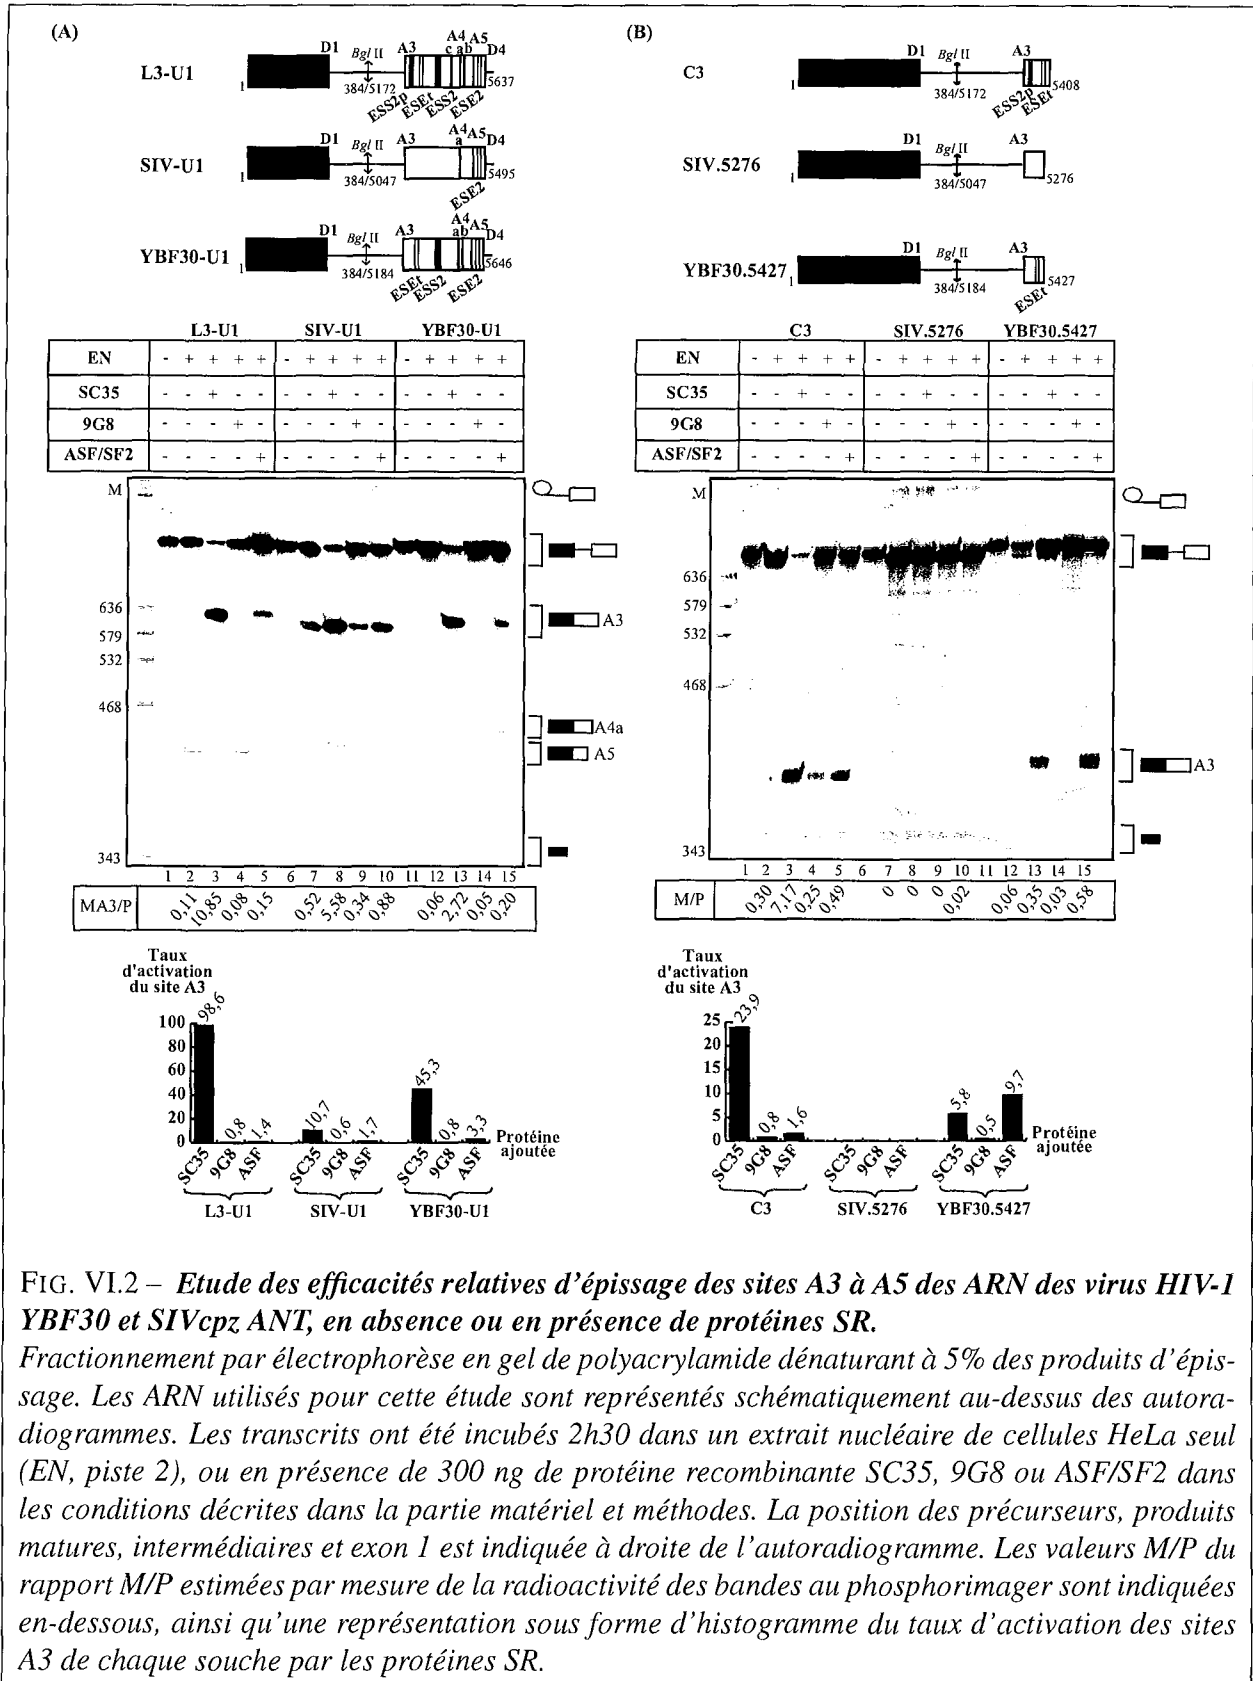 (A)
D1 Bgl II A3 A4 A5 D4
c ab
L3-U1
1 384/5172 5637
ESS2p ESEt ESS2 ESE2
D1 Bgl II A3 A4 A5 D4
a
SIV-U1
1 384/5047 5495
ESE2
D1 Bgl II A3 A4 A5 D4
ab
YBF30-U1
1 384/5184 5646
ESEt ESS2 ESE2
L3-U1 SIV-U1 YBF30-U1
EN - + + + + - + + + + - + + + +
SC35 - - + - - - - + - - - - + - -
9G8 - - - + - - - - + - - - - + -
ASF/SF2 - - - - + - - - - + - - - - +
M
636
579
532
468
343
A3
A4a
A5
1 2 3 4 5 6 7 8 9 10 11 12 13 14 15
MA3/P 0,11 10,85 0,08 0,15 0,52 5,58 0,34 0,88 0,06 2,72 0,05 0,20
Taux
d'activation
du site A3
100
80
60
40
20
0
98,6 0,8 1,4 10,7 0,6 1,7 45,3 0,8 3,3
Protéine
ajoutée
SC35 9G8 ASF SC35 9G8 ASF SC35 9G8 ASF
L3-U1 SIV-U1 YBF30-U1
(B)
D1 Bgl II A3
C3
1 384/5172 5408
ESS2p ESEt
D1 Bgl II A3
SIV.5276
1 384/5047 5276
D1 Bgl II A3
YBF30.5427
1 384/5184 5427
ESEt
C3 SIV.5276 YBF30.5427
EN - + + + + - + + + + - + + + +
SC35 - - + - - - - + - - - - + - -
9G8 - - - + - - - - + - - - - + -
ASF/SF2 - - - - + - - - - + - - - - +
M
636
579
532
468
343
A3
1 2 3 4 5 6 7 8 9 10 11 12 13 14 15
M/P 0,30 7,17 0,25 0,49 0 0 0 0,02 0,06 0,35 0,03 0,58
Taux
d'activation
du site A3
25
20
15
10
5
0
23,9 0,8 1,6 5,8 0,5 9,7
Protéine
ajoutée
SC35 9G8 ASF SC35 9G8 ASF SC35 9G8 ASF
C3 SIV.5276 YBF30.5427
FIG. VI.2 – Etude des efficacités relatives d'épissage des sites A3 à A5 des ARN des virus HIV-1
YBF30 et SIVcpz ANT, en absence ou en présence de protéines SR.
Fractionnement par électrophorèse en gel de polyacrylamide dénaturant à 5% des produits d'épis-
sage. Les ARN utilisés pour cette étude sont représentés schématiquement au-dessus des autora-
diogrammes. Les transcrits ont été incubés 2h30 dans un extrait nucléaire de cellules HeLa seul
(EN, piste 2), ou en présence de 300 ng de protéine recombinante SC35, 9G8 ou ASF/SF2 dans
les conditions décrites dans la partie matériel et méthodes. La position des précurseurs, produits
matures, intermédiaires et exon 1 est indiquée à droite de l'autoradiogramme. Les valeurs M/P du
rapport M/P estimées par mesure de la radioactivité des bandes au phosphorimager sont indiquées
en-dessous, ainsi qu'une représentation sous forme d'histogramme du taux d'activation des sites
A3 de chaque souche par les protéines SR.